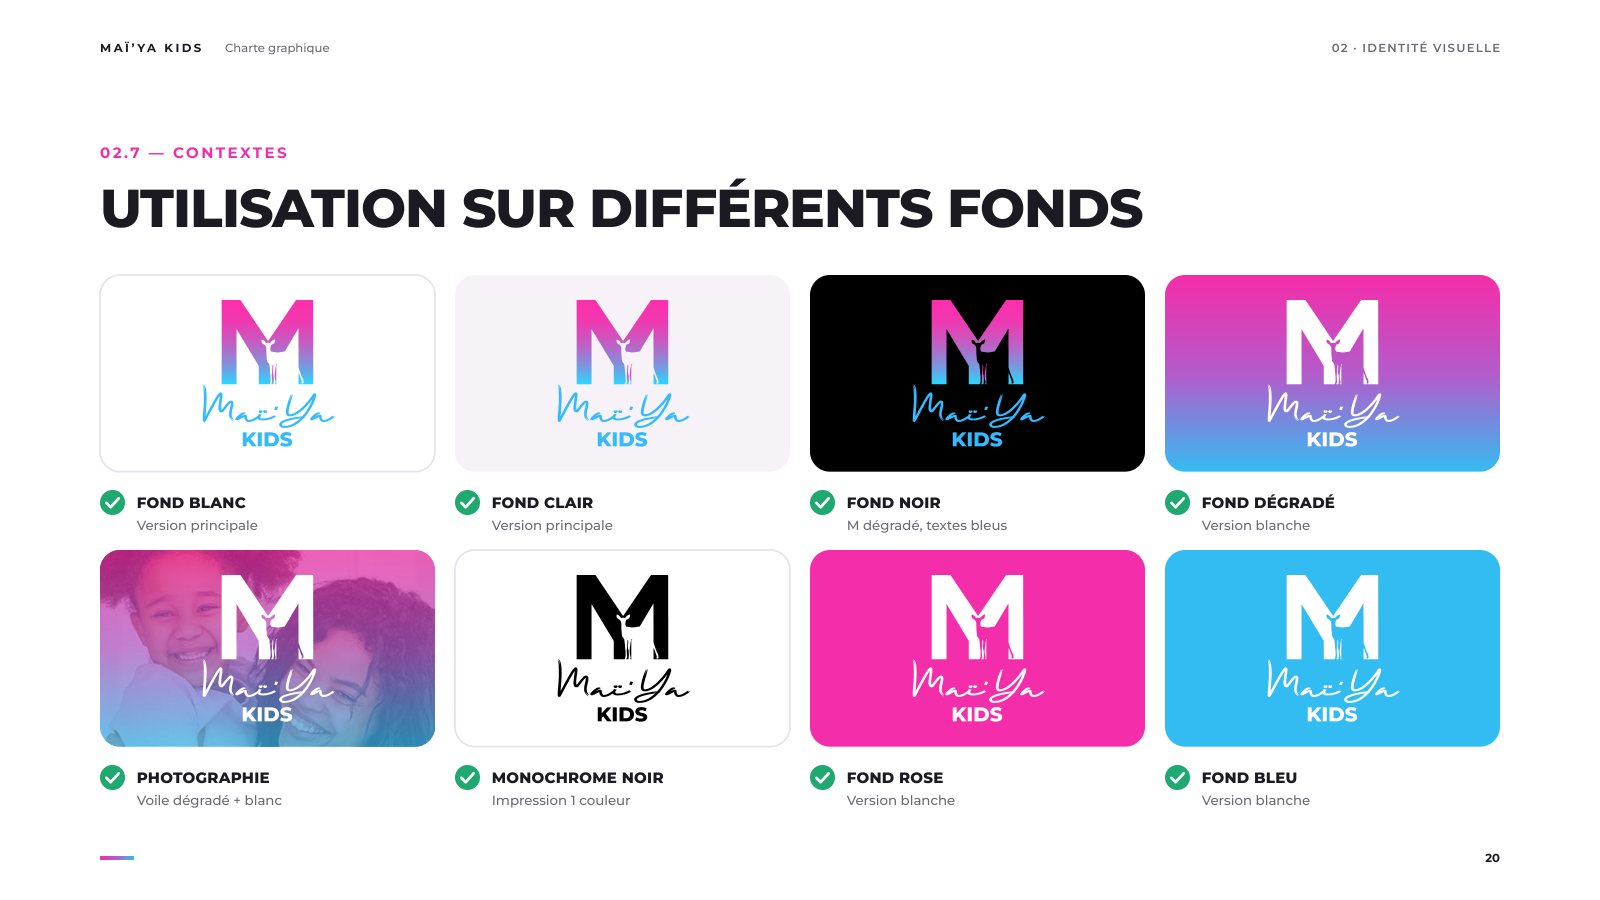 MAÏ’YA KIDS Charte graphique 02 · IDENTITÉ VISUELLE
02.7 — CONTEXTES
UTILISATION SUR DIFFÉRENTS FONDS
M M M M
Maï·Ya Maï·Ya Maï·Ya Maï·Ya
KIDS KIDS KIDS KIDS
FOND BLANC FOND CLAIR FOND NOIR FOND DÉGRADÉ
Version principale Version principale M dégradé, textes bleus Version blanche
M M M M
Maï·Ya Maï·Ya Maï·Ya Maï·Ya
KIDS KIDS KIDS KIDS
PHOTOGRAPHIE MONOCHROME NOIR FOND ROSE FOND BLEU
Voile dégradé + blanc Impression 1 couleur Version blanche Version blanche
20